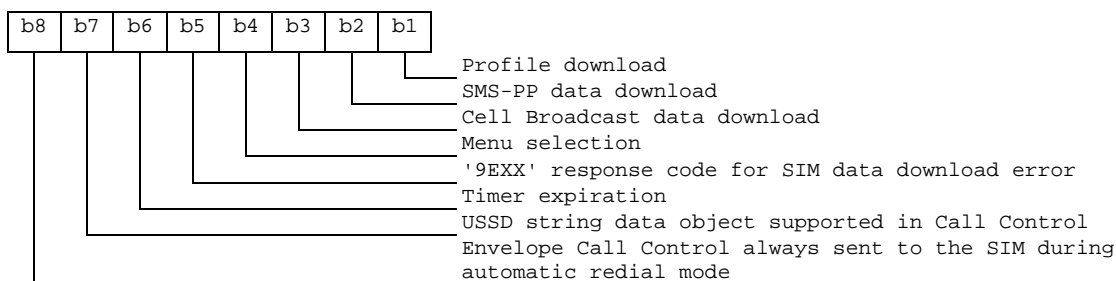 b8 b7 b6 b5 b4 b3 b2 b1
Profile download
SMS-PP data download
Cell Broadcast data download
Menu selection
'9EXX' response code for SIM data download error
Timer expiration
USSD string data object supported in Call Control
Envelope Call Control always sent to the SIM during
automatic redial mode